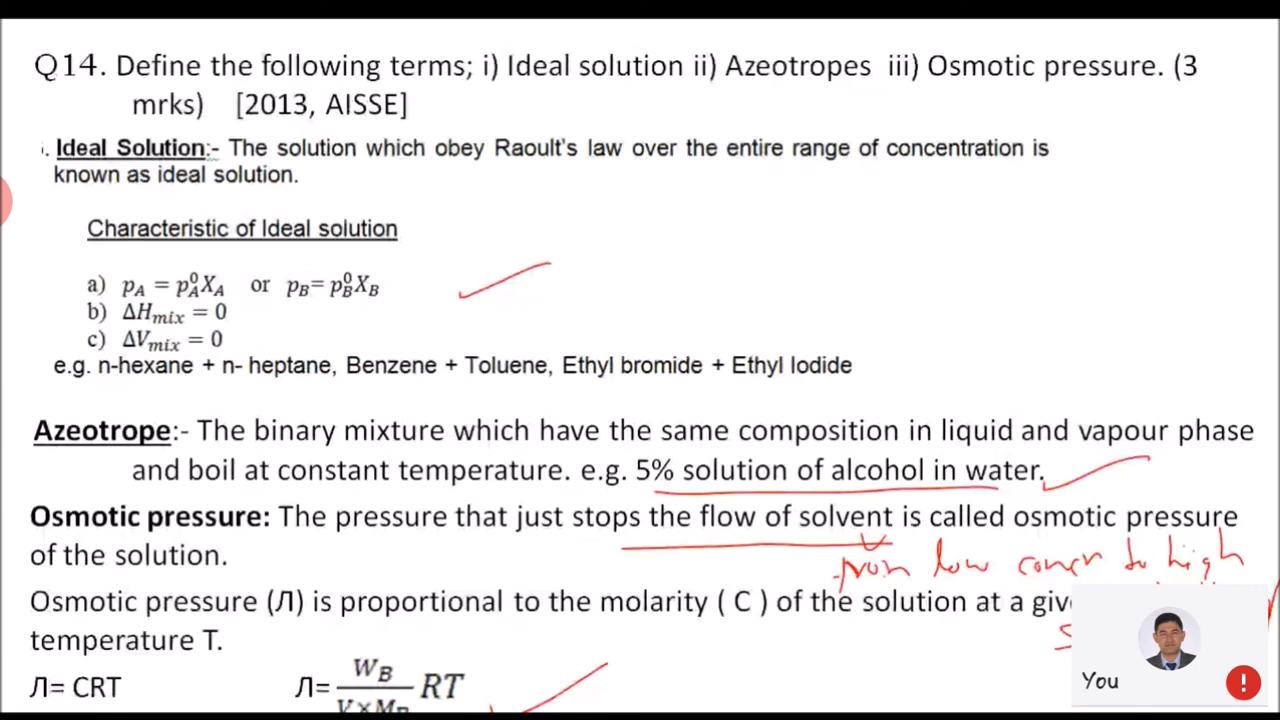 Q14. Define the following terms; i) Ideal solution ii) Azeotropes iii) Osmotic pressure. (3
mrks) [2013, AISSE]
. Ideal Solution:- The solution which obey Raoult's law over the entire range of concentration is
known as ideal solution.
Characteristic of Ideal solution
a) p_A = p_A^0 X_A or p_B= p_B^0 X_B
b) ΔH_mix = 0
c) ΔV_mix = 0
e.g. n-hexane + n- heptane, Benzene + Toluene, Ethyl bromide + Ethyl Iodide
Azeotrope:- The binary mixture which have the same composition in liquid and vapour phase
and boil at constant temperature. e.g. 5% solution of alcohol in water.
Osmotic pressure: The pressure that just stops the flow of solvent is called osmotic pressure
of the solution.
from low concn to high
Osmotic pressure (Л) is proportional to the molarity ( C ) of the solution at a
temperature T.
Л= CRT Л= W_B / V × M_B RT
You
!